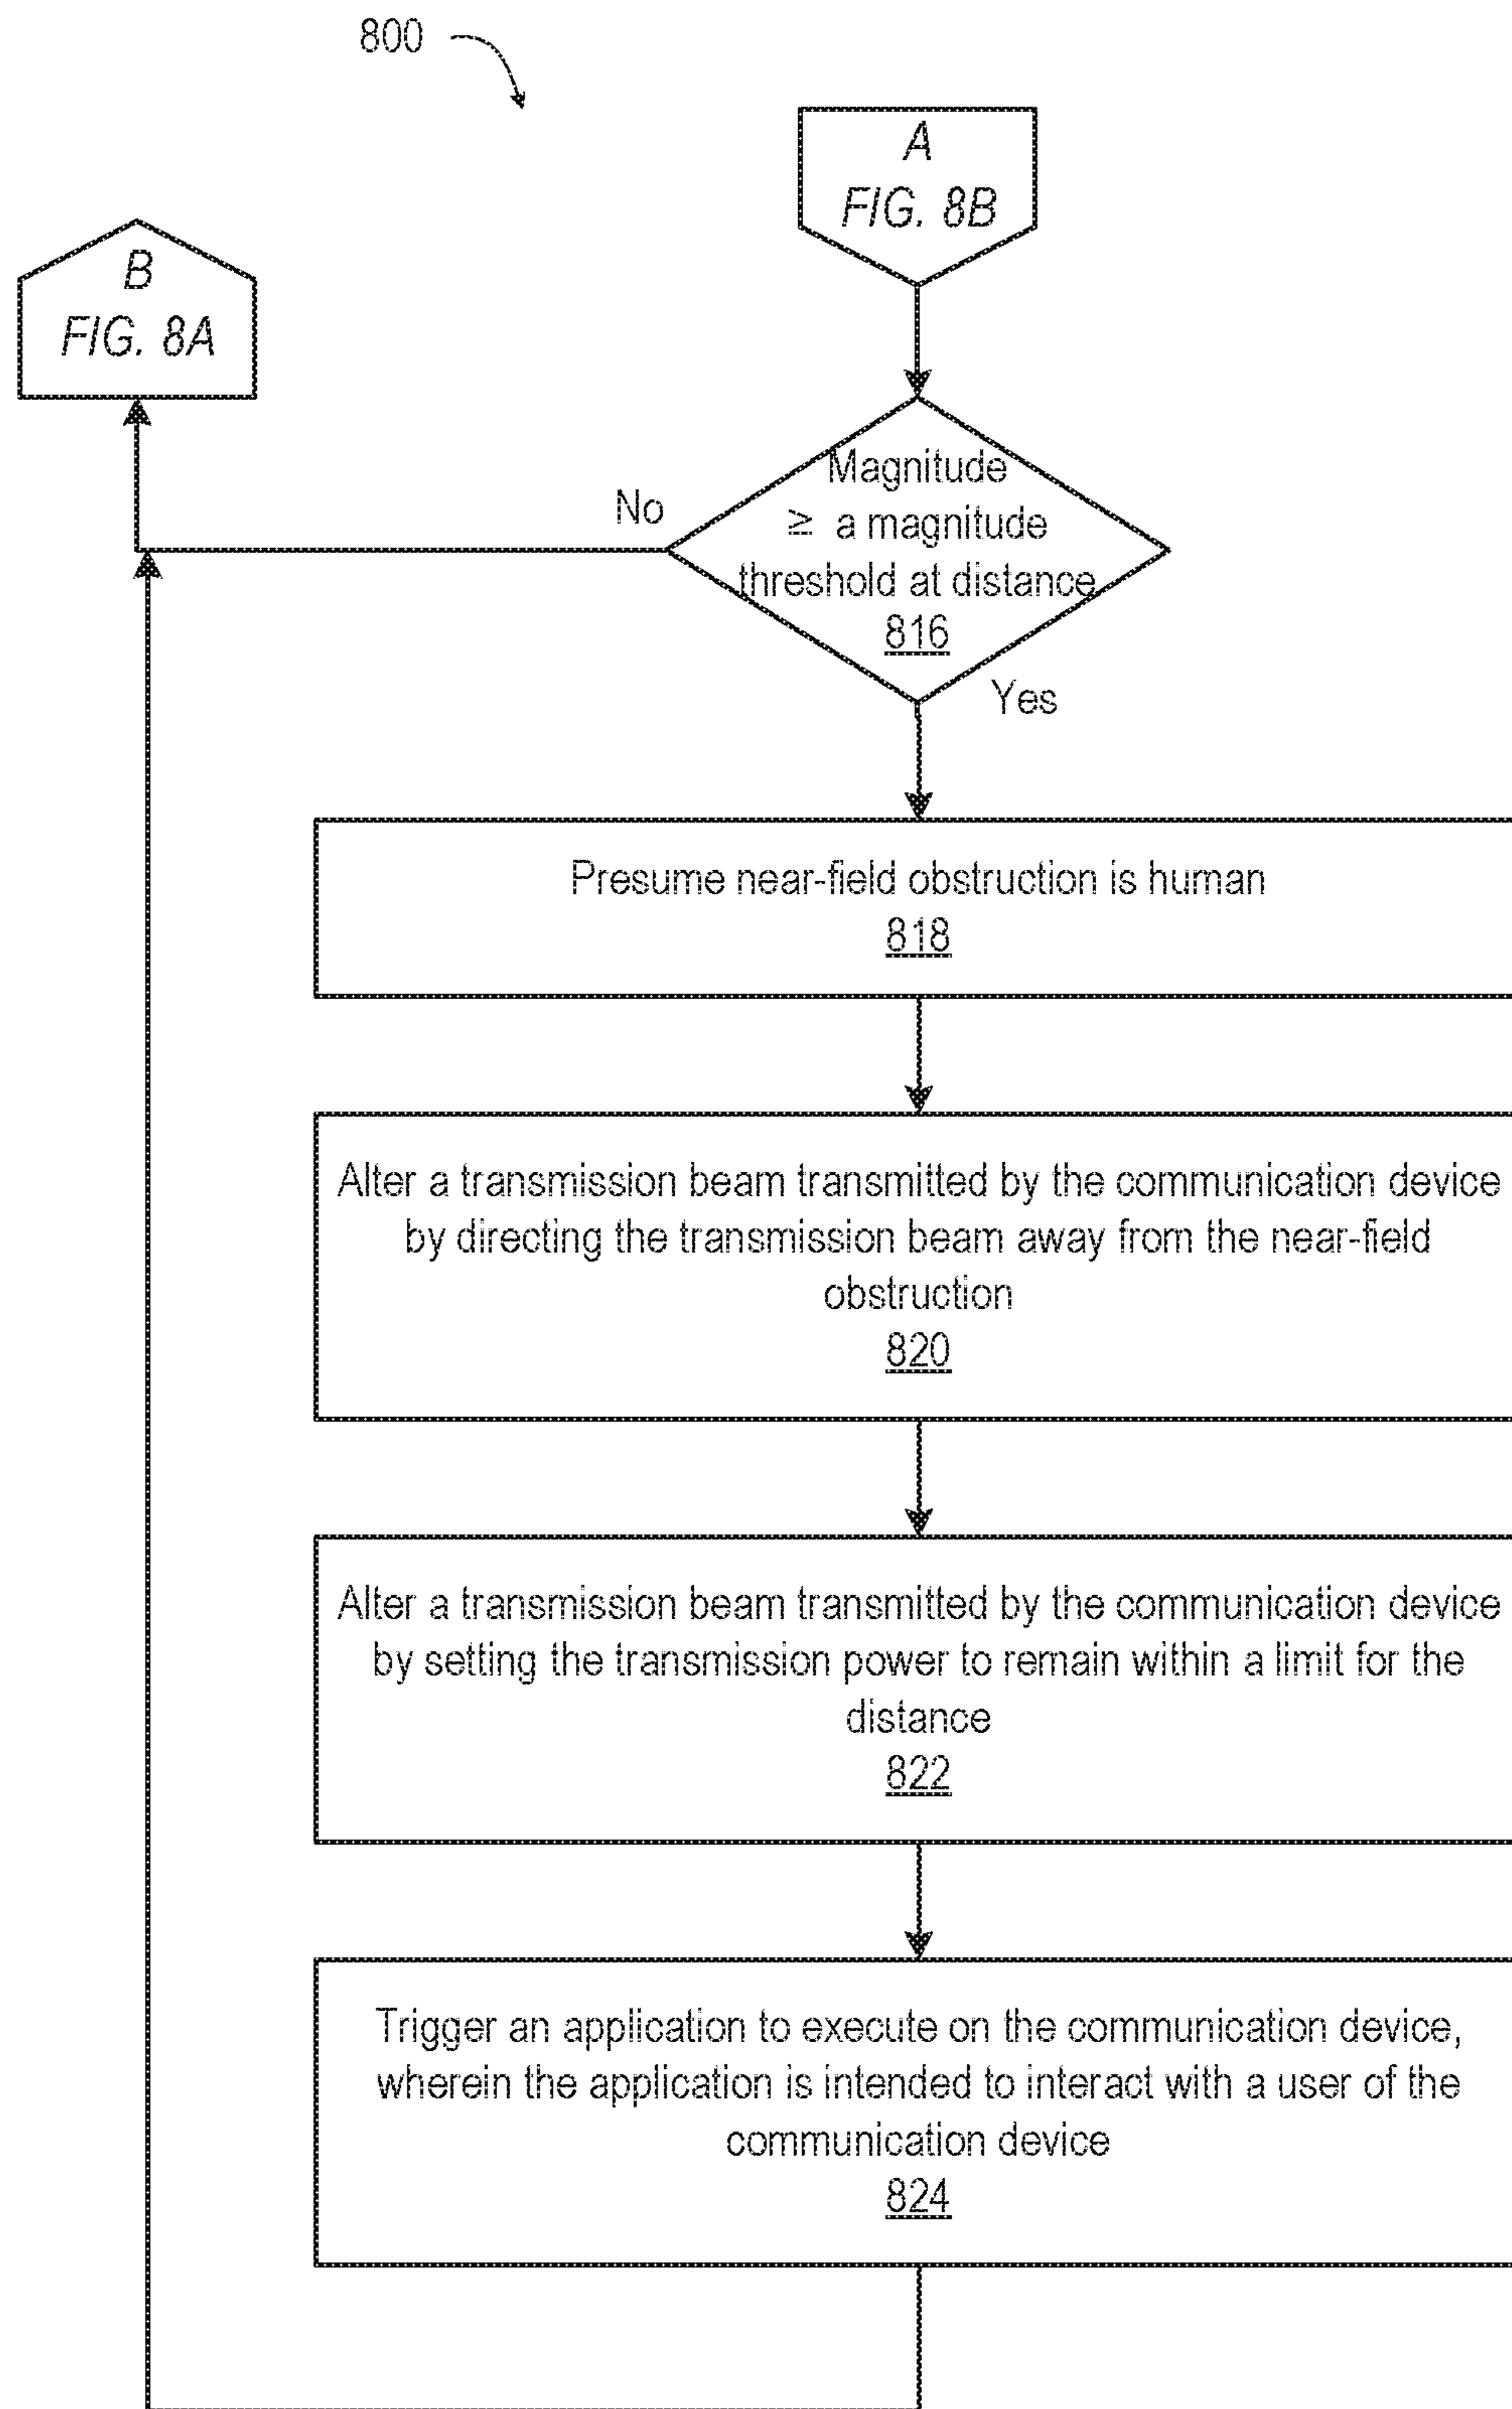 800
A
FIG. 8B
B
FIG. 8A
Magnitude
≥ a magnitude
threshold at distance
816
No
Yes
Presume near-field obstruction is human
818
Alter a transmission beam transmitted by the communication device
by directing the transmission beam away from the near-field
obstruction
820
Alter a transmission beam transmitted by the communication device
by setting the transmission power to remain within a limit for the
distance
822
Trigger an application to execute on the communication device,
wherein the application is intended to interact with a user of the
communication device
824